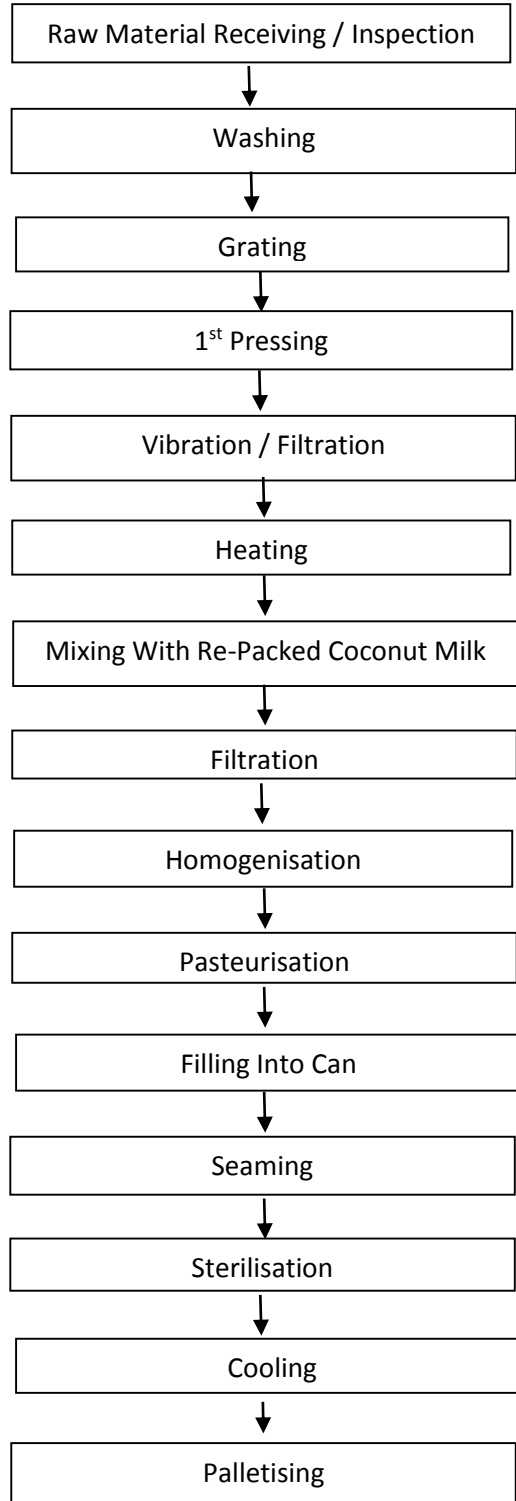 Raw Material Receiving / Inspection
Washing
Grating
1st Pressing
Vibration / Filtration
Heating
Mixing With Re-Packed Coconut Milk
Filtration
Homogenisation
Pasteurisation
Filling Into Can
Seaming
Sterilisation
Cooling
Palletising